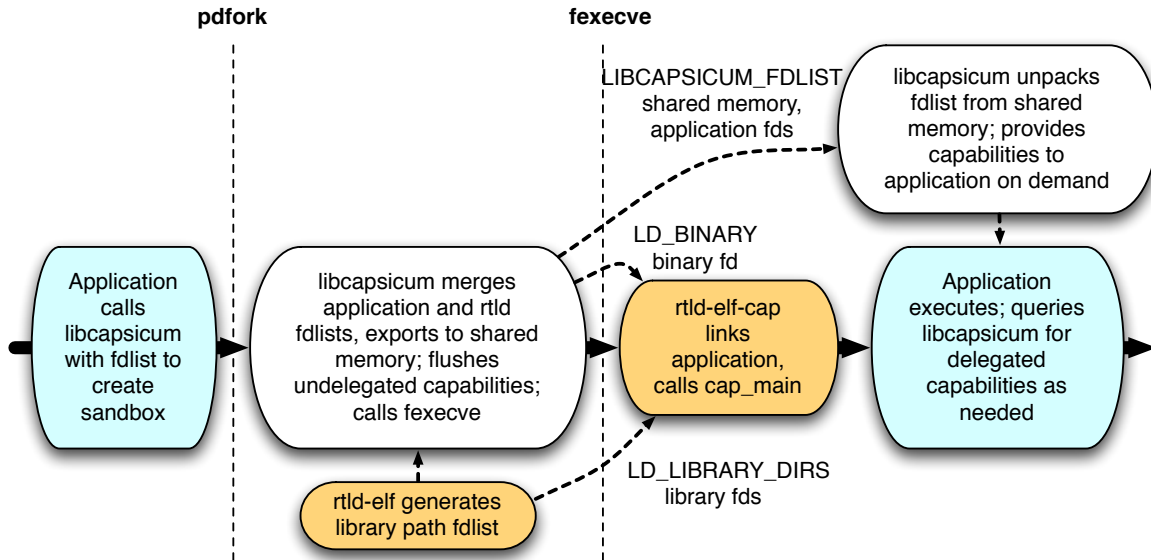 pdfork
fexecve
LIBCAPSICUM_FDLIST
shared memory,
application fds
libcapsicum unpacks
fdlist from shared
memory; provides
capabilities to
application on demand
LD_BINARY
binary fd
Application
calls
libcapsicum
with fdlist to
create
sandbox
libcapsicum merges
application and rtld
fdlists, exports to shared
memory; flushes
undelegated capabilities;
calls fexecve
rtld-elf-cap
links
application,
calls cap_main
Application
executes; queries
libcapsicum for
delegated
capabilities as
needed
LD_LIBRARY_DIRS
library fds
rtld-elf generates
library path fdlist